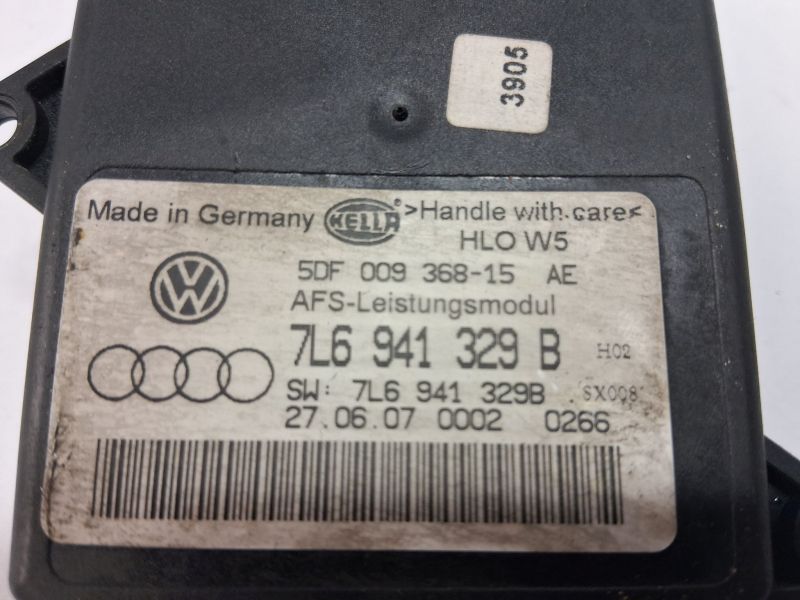 3905
Made in Germany HELLA >Handle with care<
HLO W5
5DF 009 368-15 AE
AFS-Leistungsmodul
7L6 941 329 B H02
SW: 7L6 941 329B SX008
27.06.07 0002 0266